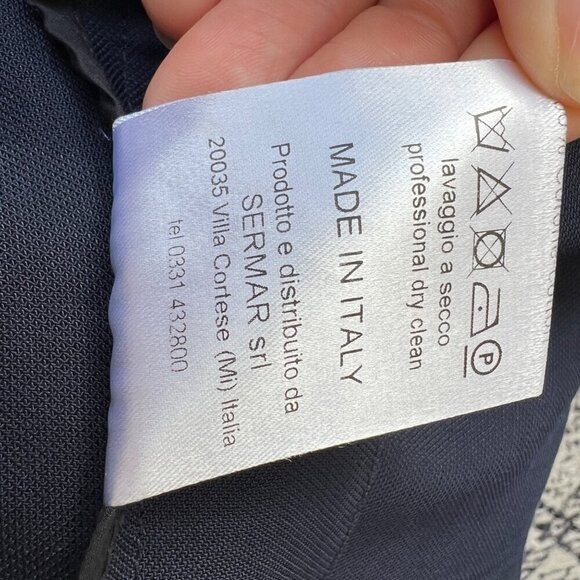 P
lavaggio a secco
professional dry clean
MADE IN ITALY
Prodotto e distribuito da
SERMAR srl
20035 Villa Cortese (Mi) Italia
tel 0331 432800